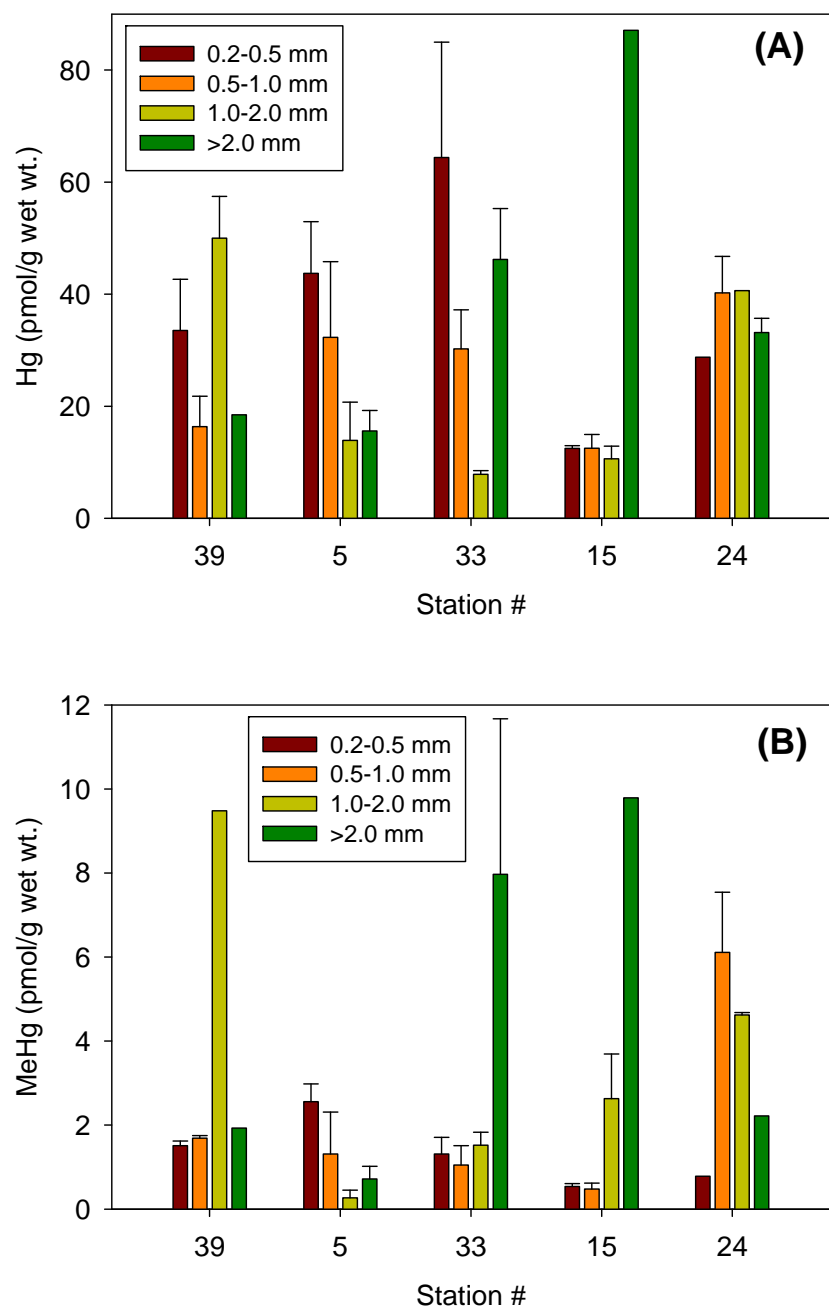 (A)
0.2-0.5 mm
0.5-1.0 mm
1.0-2.0 mm
>2.0 mm
Hg (pmol/g wet wt.)
80
60
40
20
0
39 5 33 15 24
Station #
(B)
0.2-0.5 mm
0.5-1.0 mm
1.0-2.0 mm
>2.0 mm
MeHg (pmol/g wet wt.)
12
10
8
6
4
2
0
39 5 33 15 24
Station #